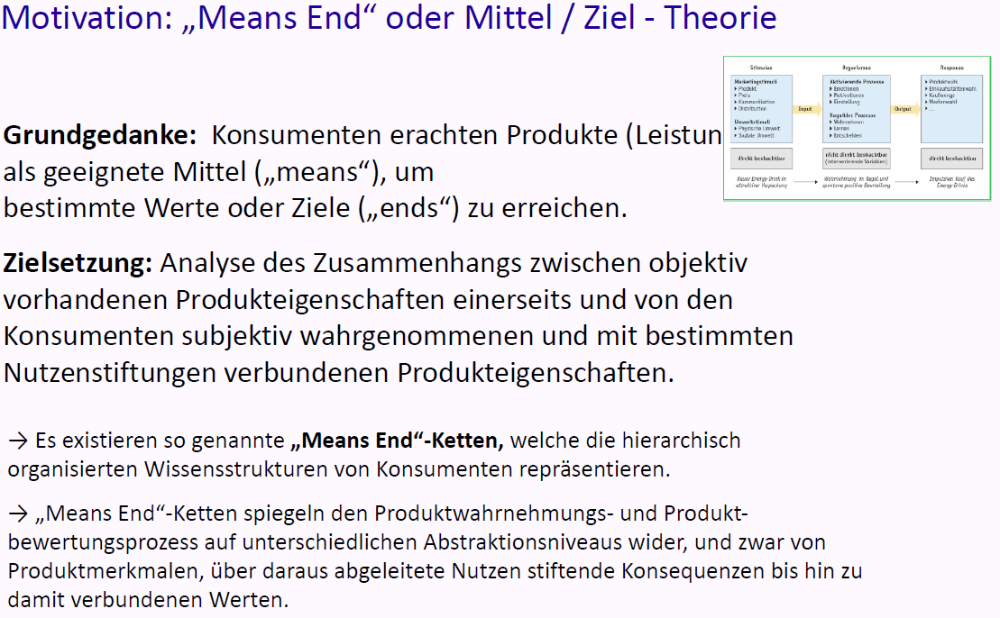 Motivation: „Means End“ oder Mittel / Ziel - Theorie
Grundgedanke: Konsumenten erachten Produkte (Leistun
als geeignete Mittel („means“), um
bestimmte Werte oder Ziele („ends“) zu erreichen.
Stimulus
Organismus
Response
Marketingstimuli
Produkt
Preis
Kommunikation
Distribution
Umweltstimuli
Physische Umwelt
Soziale Umwelt
Input
Aktivierende Prozesse
Emotionen
Motivationen
Einstellung
Kognitive Prozesse
Wahrnehmen
Lernen
Entscheiden
Output
Produktwahl
Einkaufsstättenwahl
Kaufmenge
Medienwahl
...
direkt beobachtbar
nicht direkt beobachtbar
(intervenierende Variablen)
direkt beobachtbar
Neuer Energy-Drink in
attraktiver Verpackung
Wahrnehmung im Regal und
spontane positive Beurteilung
Impulsiver Kauf des
Energy-Drinks
Zielsetzung: Analyse des Zusammenhangs zwischen objektiv
vorhandenen Produkteigenschaften einerseits und von den
Konsumenten subjektiv wahrgenommenen und mit bestimmten
Nutzenstiftungen verbundenen Produkteigenschaften.
→ Es existieren so genannte „Means End“-Ketten, welche die hierarchisch
organisierten Wissensstrukturen von Konsumenten repräsentieren.
→ „Means End“-Ketten spiegeln den Produktwahrnehmungs- und Produkt-
bewertungsprozess auf unterschiedlichen Abstraktionsniveaus wider, und zwar von
Produktmerkmalen, über daraus abgeleitete Nutzen stiftende Konsequenzen bis hin zu
damit verbundenen Werten.